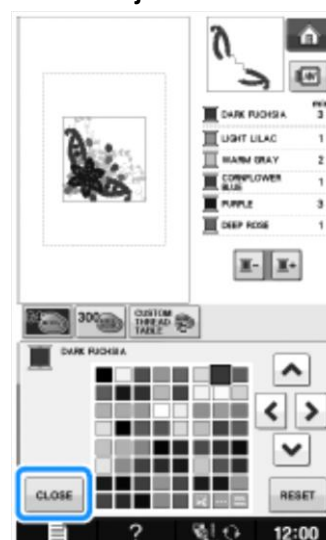 min
DARK FUCHSIA 3
LIGHT LILAC 1
WARM GRAY 2
CORNFLOWER
BLUE 1
PURPLE 3
DEEP ROSE 1
300
CUSTOM
THREAD
TABLE
DARK FUCHSIA
CLOSE
RESET
?
12:00